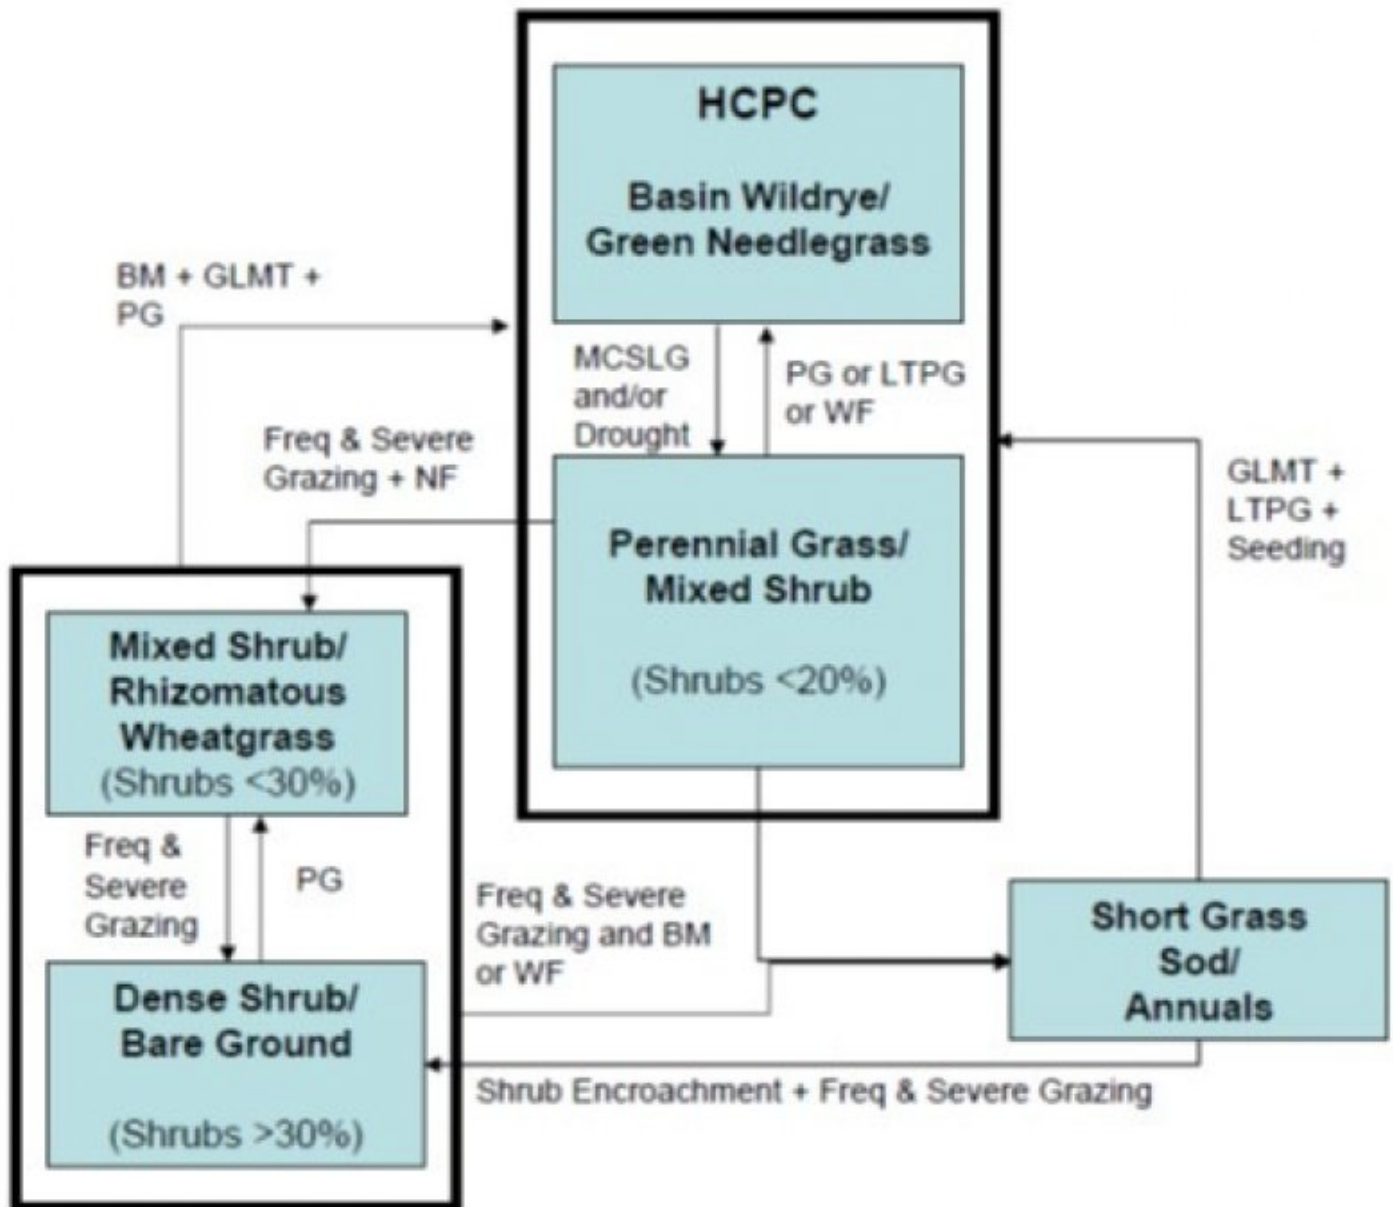 HCPC
Basin Wildrye/
Green Needlegrass
BM + GLMT +
PG
MCSLG
and/or
Drought
PG or LTPG
or WF
Freq & Severe
Grazing + NF
GLMT +
LTPG +
Seeding
Perennial Grass/
Mixed Shrub
(Shrubs <20%)
Mixed Shrub/
Rhizomatous
Wheatgrass
(Shrubs <30%)
Freq &
Severe
Grazing
PG
Freq & Severe
Grazing and BM
or WF
Short Grass
Sod/
Annuals
Dense Shrub/
Bare Ground
(Shrubs >30%)
Shrub Encroachment + Freq & Severe Grazing